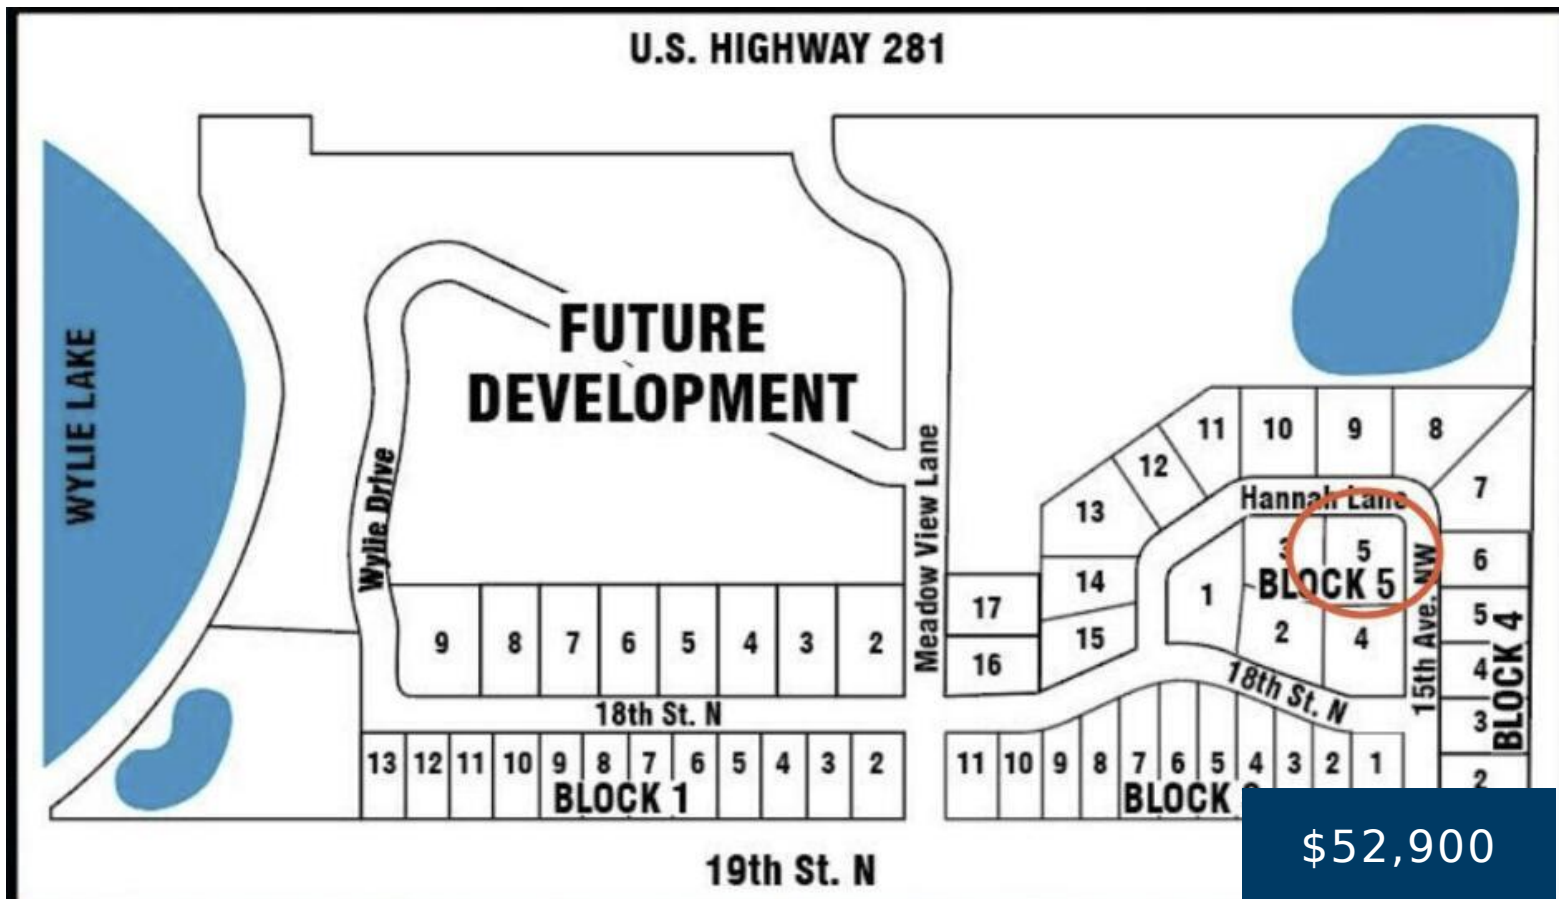 U.S. HIGHWAY 281
WYLIE LAKE
FUTURE
DEVELOPMENT
Wylie Drive
Meadow View Lane
11 10 9 8
12
13
7
Hannah Lane
3 5
BLOCK 5
1
2 4
14
15
17
16
6
5
4
3
2
BLOCK 4
15th Ave. NW
9 8 7 6 5 4 3 2
18th St. N
18th St. N
13 12 11 10 9 8 7 6 5 4 3 2
BLOCK 1
11 10 9 8 7 6 5 4 3 2 1
BLOCK
19th St. N
$52,900